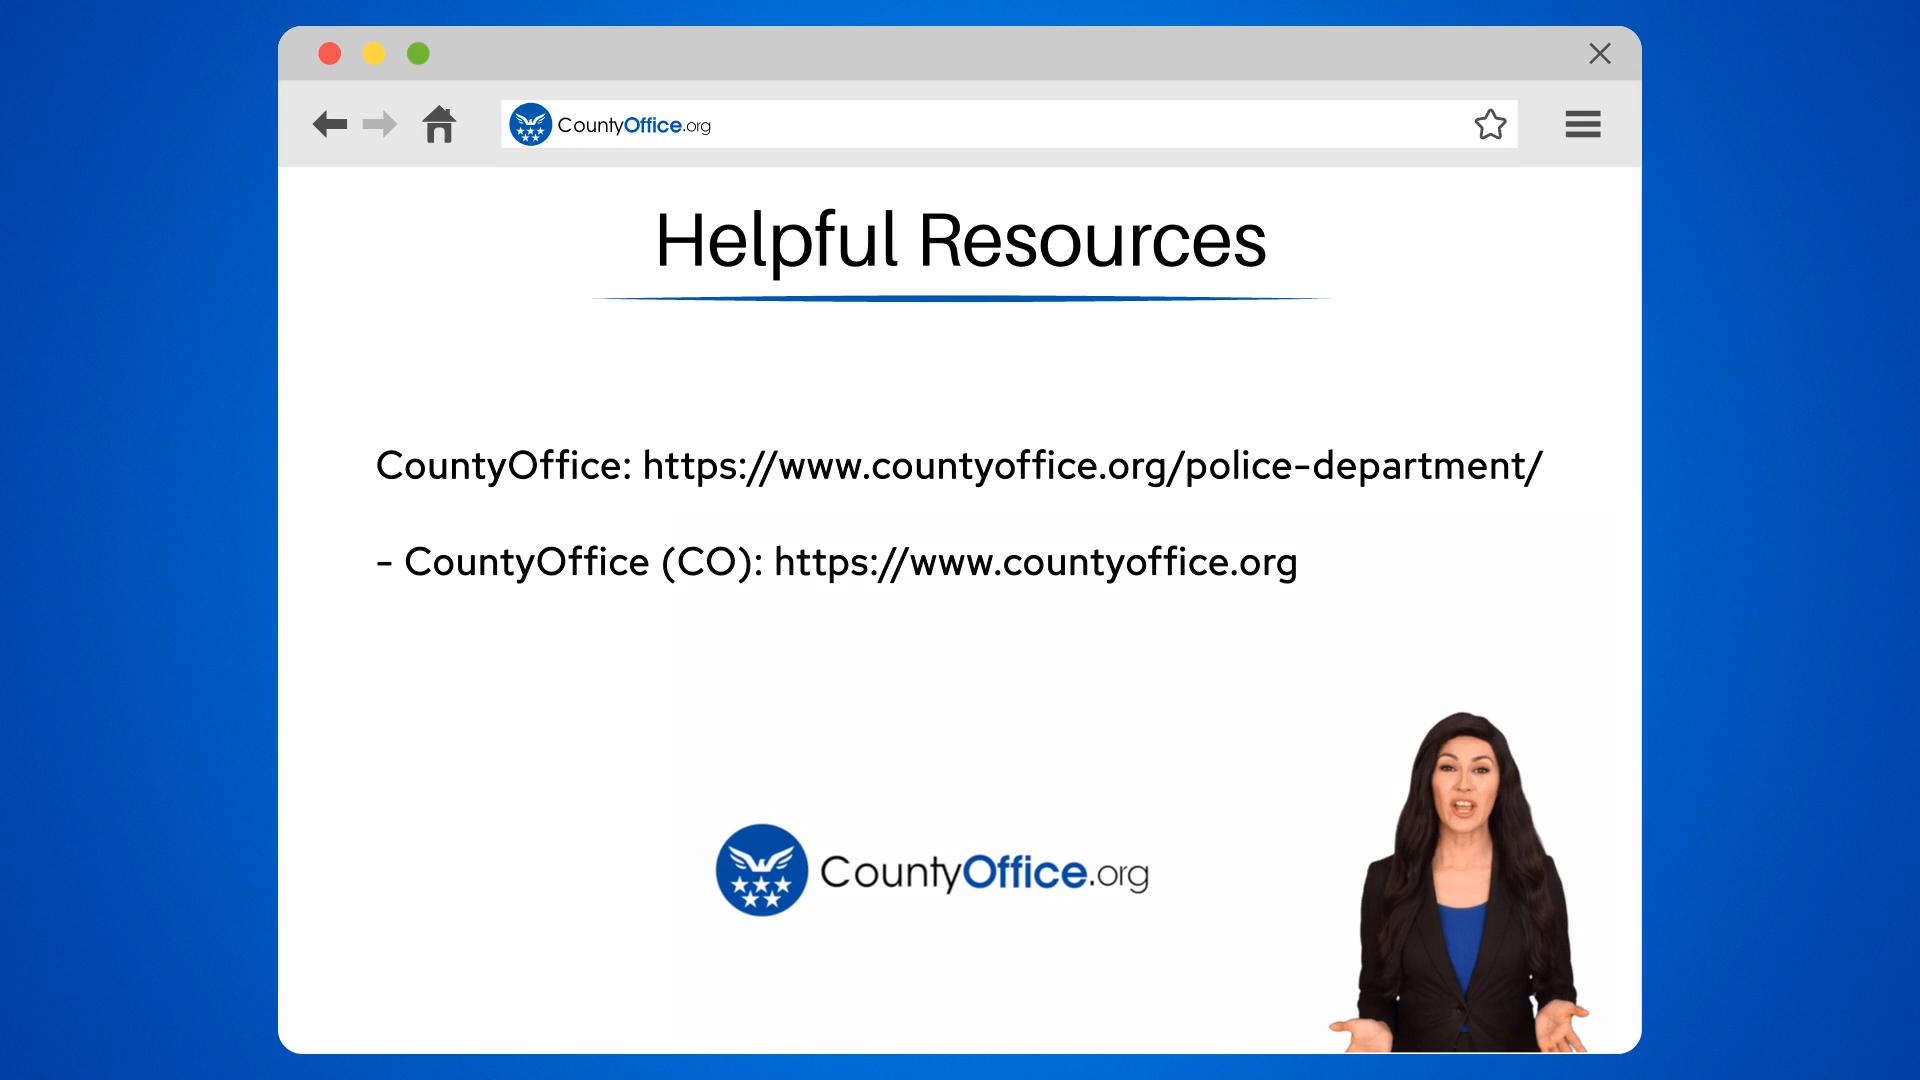 CountyOffice.org
Helpful Resources
CountyOffice: https://www.countyoffice.org/police-department/
- CountyOffice (CO): https://www.countyoffice.org
CountyOffice.org